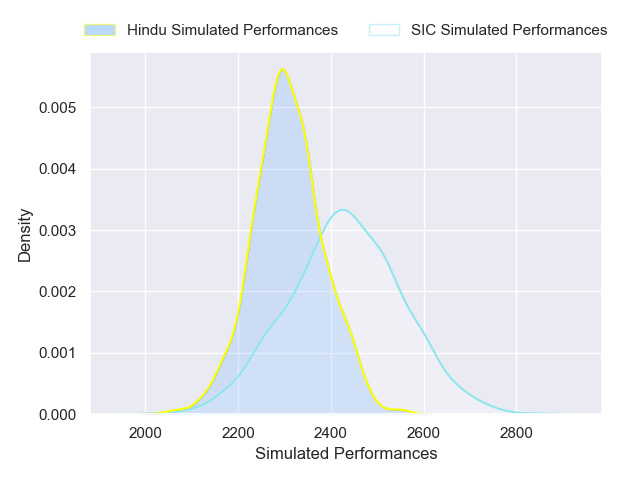 Hindu Simulated Performances SIC Simulated Performances
0.005
0.004
0.003
0.002
0.001
0.000
Density
2000 2200 2400 2600 2800
Simulated Performances